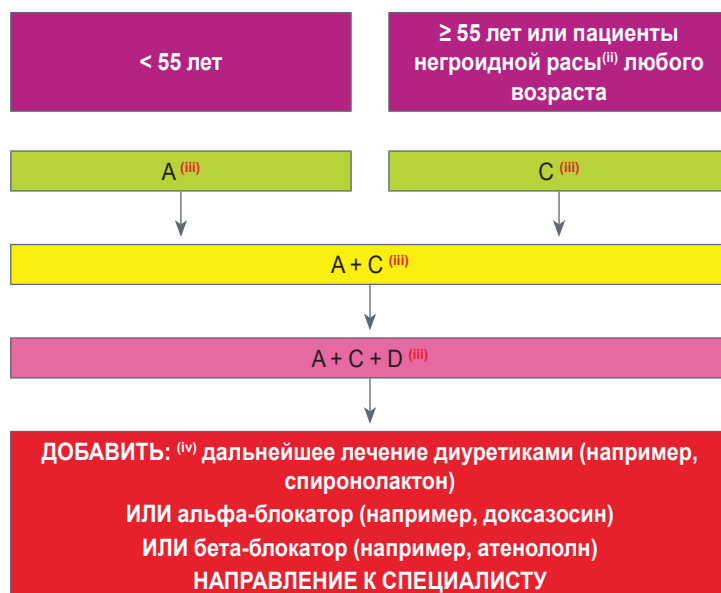 < 55 лет
≥ 55 лет или пациенты
негроидной расы(ii) любого
возраста
A (iii)
C (iii)
A + C (iii)
A + C + D (iii)
ДОБАВИТЬ: (iv) дальнейшее лечение диуретиками (например,
спиронолактон)
ИЛИ альфа-блокатор (например, доксазосин)
ИЛИ бета-блокатор (например, атенололн)
НАПРАВЛЕНИЕ К СПЕЦИАЛИСТУ